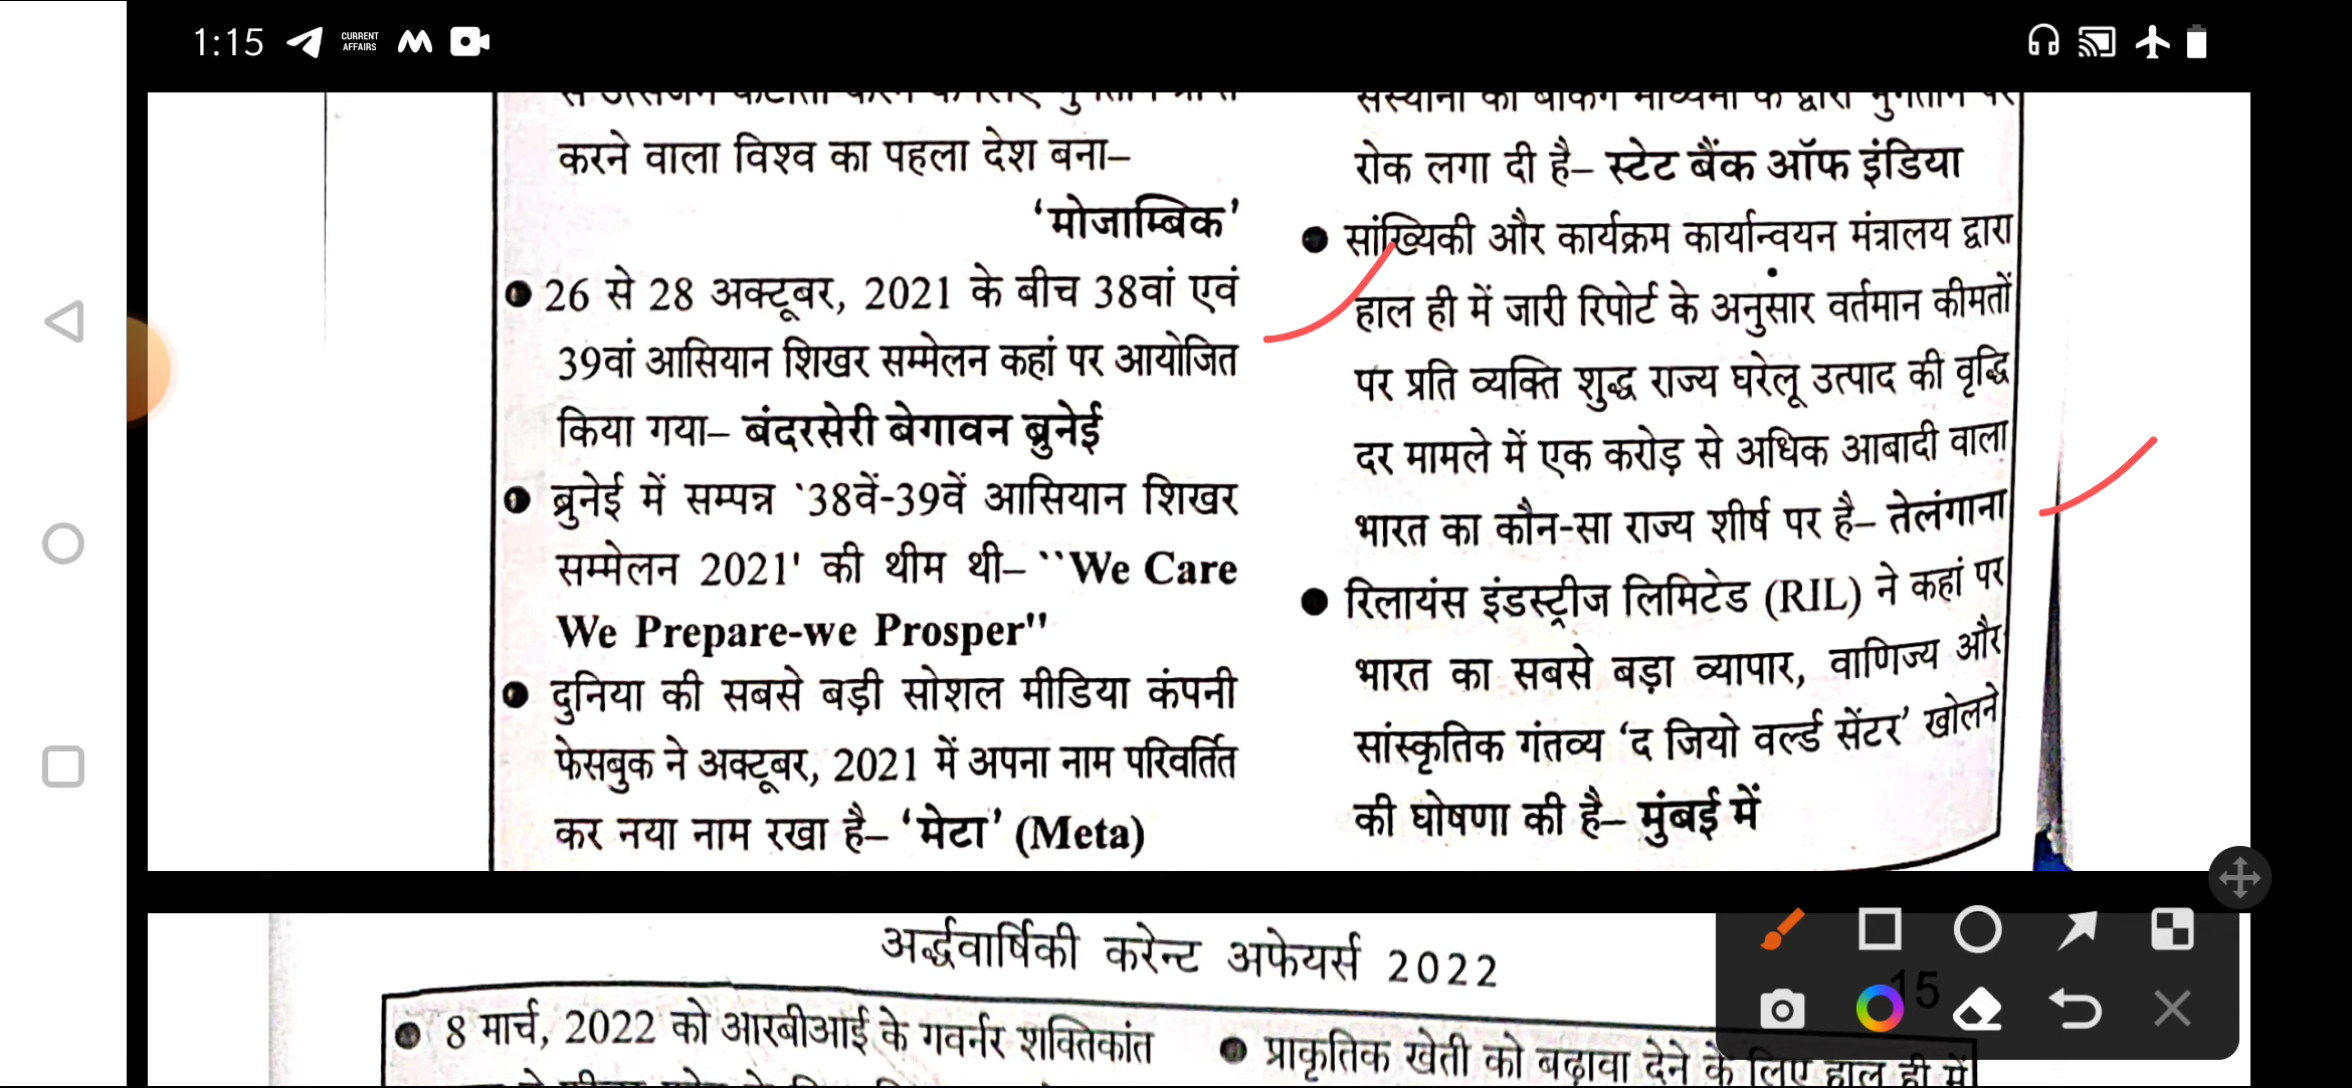 1:15
CURRENT
AFFAIRS
करने वाला विश्व का पहला देश बना–
‘मोजाम्बिक’
● 26 से 28 अक्टूबर, 2021 के बीच 38वां एवं
39वां आसियान शिखर सम्मेलन कहां पर आयोजित
किया गया– बंदरसेरी बेगावन ब्रुनेई
● ब्रुनेई में सम्पन्न `38वें-39वें आसियान शिखर
सम्मेलन 2021' की थीम थी– ``We Care
We Prepare-we Prosper"
● दुनिया की सबसे बड़ी सोशल मीडिया कंपनी
फेसबुक ने अक्टूबर, 2021 में अपना नाम परिवर्तित
कर नया नाम रखा है– ‘मेटा’ (Meta)
रोक लगा दी है– स्टेट बैंक ऑफ इंडिया
● सांख्यिकी और कार्यक्रम कार्यान्वयन मंत्रालय द्वारा
हाल ही में जारी रिपोर्ट के अनुसार वर्तमान कीमतों
पर प्रति व्यक्ति शुद्ध राज्य घरेलू उत्पाद की वृद्धि
दर मामले में एक करोड़ से अधिक आबादी वाला
भारत का कौन-सा राज्य शीर्ष पर है– तेलंगाना
● रिलायंस इंडस्ट्रीज लिमिटेड (RIL) ने कहां पर
भारत का सबसे बड़ा व्यापार, वाणिज्य और
सांस्कृतिक गंतव्य ‘द जियो वर्ल्ड सेंटर’ खोलने
की घोषणा की है– मुंबई में
अर्द्धवार्षिकी करेन्ट अफेयर्स 2022
15
● 8 मार्च, 2022 को आरबीआई के गवर्नर शक्तिकांत
● प्राकृतिक खेती को बढ़ावा देने के लिए हाल ही में